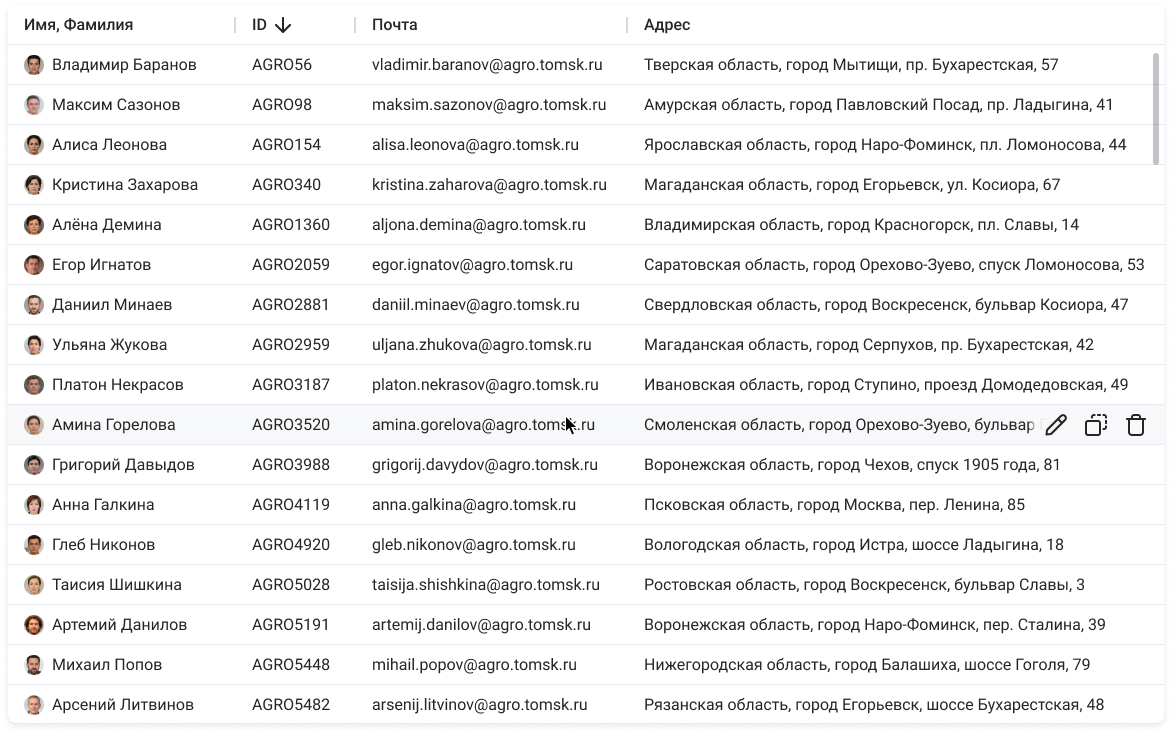 Имя, Фамилия ID Почта Адрес
Владимир Баранов AGRO56 vladimir.baranov@agro.tomsk.ru Тверская область, город Мытищи, пр. Бухарестская, 57
Максим Сазонов AGRO98 maksim.sazonov@agro.tomsk.ru Амурская область, город Павловский Посад, пр. Ладыгина, 41
Алиса Леонова AGRO154 alisa.leonova@agro.tomsk.ru Ярославская область, город Наро-Фоминск, пл. Ломоносова, 44
Кристина Захарова AGRO340 kristina.zaharova@agro.tomsk.ru Магаданская область, город Егорьевск, ул. Косиора, 67
Алёна Демина AGRO1360 aljona.demina@agro.tomsk.ru Владимирская область, город Красногорск, пл. Славы, 14
Егор Игнатов AGRO2059 egor.ignatov@agro.tomsk.ru Саратовская область, город Орехово-Зуево, спуск Ломоносова, 53
Даниил Минаев AGRO2881 daniil.minaev@agro.tomsk.ru Свердловская область, город Воскресенск, бульвар Косиора, 47
Ульяна Жукова AGRO2959 uljana.zhukova@agro.tomsk.ru Магаданская область, город Серпухов, пр. Бухарестская, 42
Платон Некрасов AGRO3187 platon.nekrasov@agro.tomsk.ru Ивановская область, город Ступино, проезд Домодедовская, 49
Амина Горелова AGRO3520 amina.gorelova@agro.tomsk.ru Смоленская область, город Орехово-Зуево, бульвар
Григорий Давыдов AGRO3988 grigorij.davydov@agro.tomsk.ru Воронежская область, город Чехов, спуск 1905 года, 81
Анна Галкина AGRO4119 anna.galkina@agro.tomsk.ru Псковская область, город Москва, пер. Ленина, 85
Глеб Никонов AGRO4920 gleb.nikonov@agro.tomsk.ru Вологодская область, город Истра, шоссе Ладыгина, 18
Таисия Шишкина AGRO5028 taisija.shishkina@agro.tomsk.ru Ростовская область, город Воскресенск, бульвар Славы, 3
Артемий Данилов AGRO5191 artemij.danilov@agro.tomsk.ru Воронежская область, город Наро-Фоминск, пер. Сталина, 39
Михаил Попов AGRO5448 mihail.popov@agro.tomsk.ru Нижегородская область, город Балашиха, шоссе Гоголя, 79
Арсений Литвинов AGRO5482 arsenij.litvinov@agro.tomsk.ru Рязанская область, город Егорьевск, шоссе Бухарестская, 48